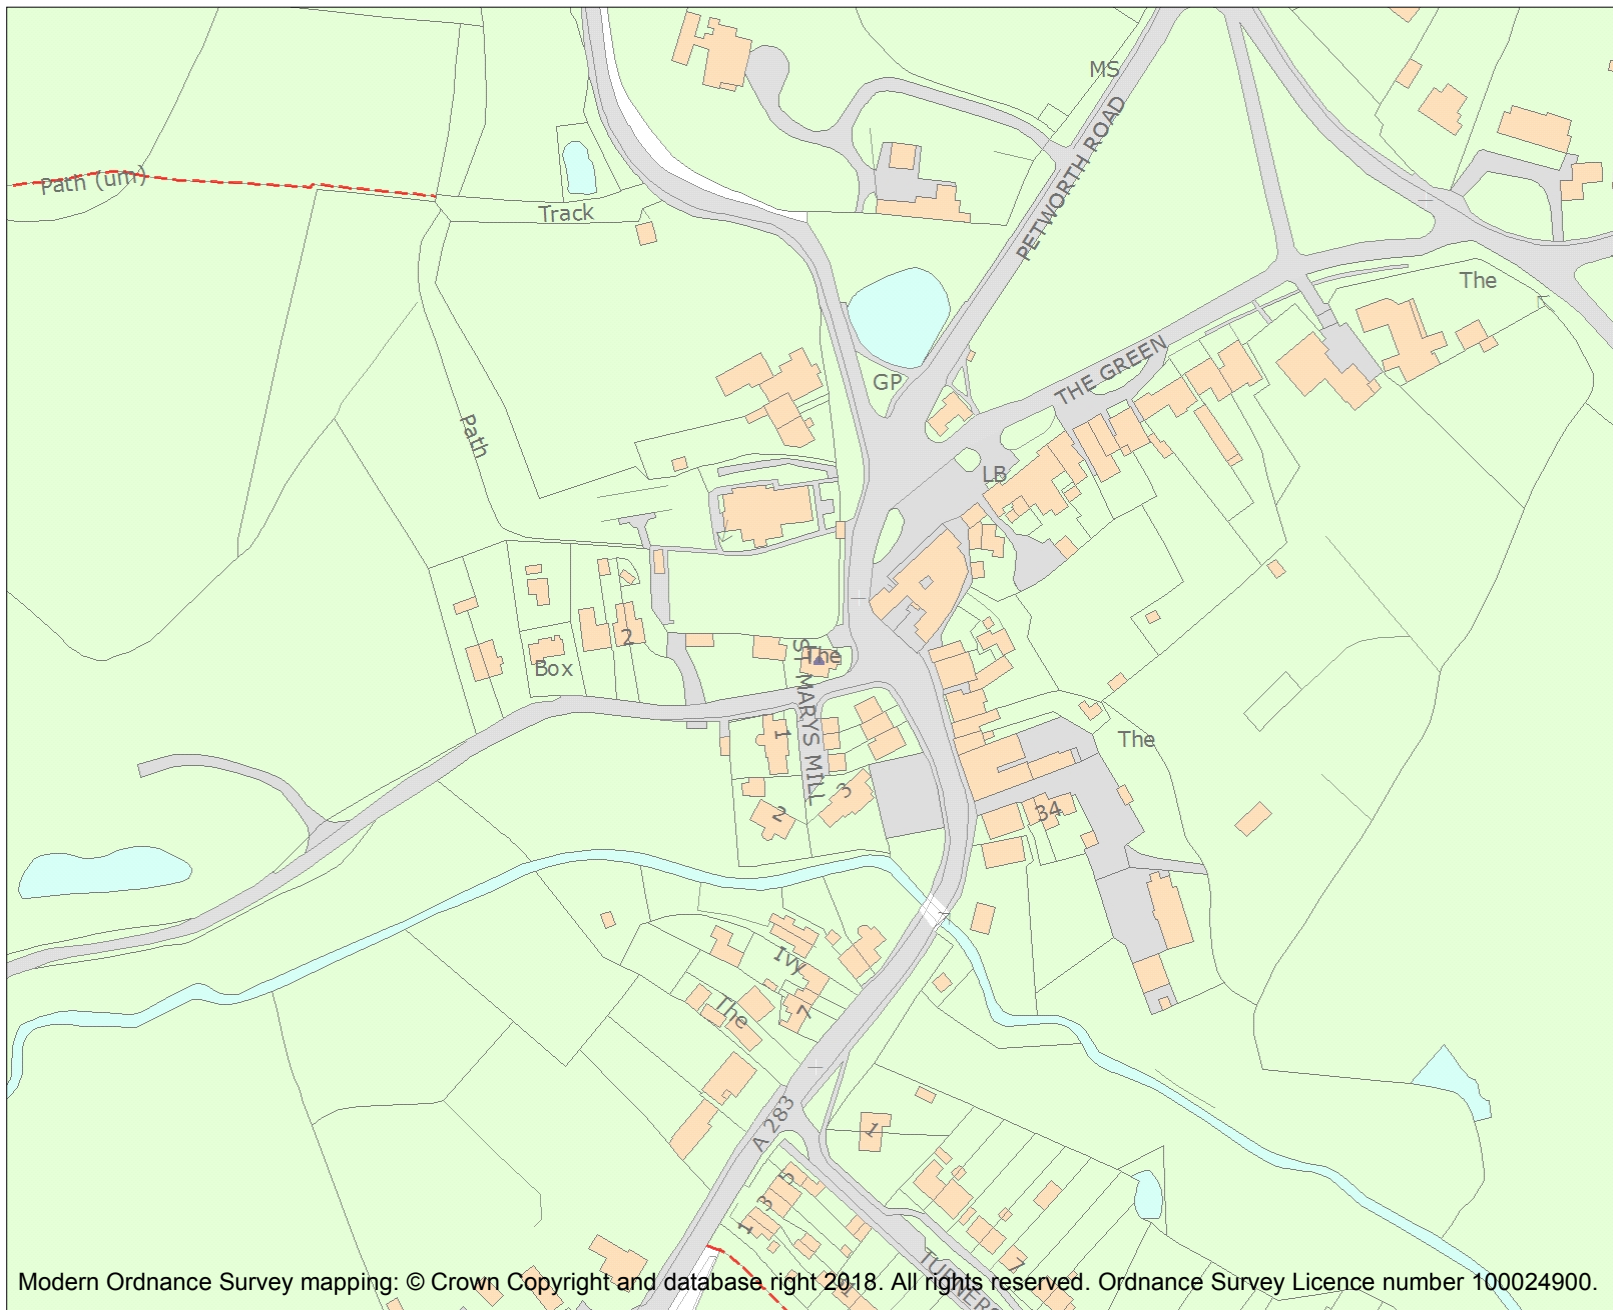 MS
PETWORTH ROAD
Path (um)
Track
The
THE GREEN
GP
Path
LB
2
Box
The
ST MARYS MILL
1
The
2
3
34
Ivy
The
7
A 283
1
5
3
1
7
Modern Ordnance Survey mapping: © Crown Copyright and database right 2018. All rights reserved. Ordnance Survey Licence number 100024900.